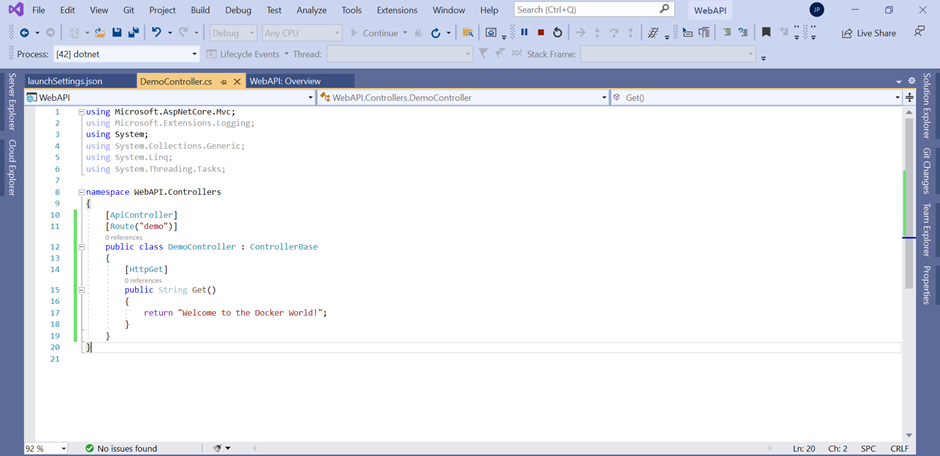 File Edit View Git Project Build Debug Test Analyze Tools Extensions Window Help Search (Ctrl+Q) WebAPI JP
Debug Any CPU Continue Live Share
Process: [42] dotnet Lifecycle Events Thread: Stack Frame:
Server Explorer
Cloud Explorer
launchSettings.json DemoController.cs WebAPI: Overview
WebAPI WebAPI.Controllers.DemoController Get()
1 using Microsoft.AspNetCore.Mvc;
2 using Microsoft.Extensions.Logging;
3 using System;
4 using System.Collections.Generic;
5 using System.Linq;
6 using System.Threading.Tasks;
7
8 namespace WebAPI.Controllers
9 {
10 [ApiController]
11 [Route("demo")]
0 references
12 public class DemoController : ControllerBase
13 {
14 [HttpGet]
0 references
15 public String Get()
16 {
17 return "Welcome to the Docker World!";
18 }
19 }
20 }
21
Solution Explorer
Git Changes
Team Explorer
Properties
92 % No issues found Ln: 20 Ch: 2 SPC CRLF